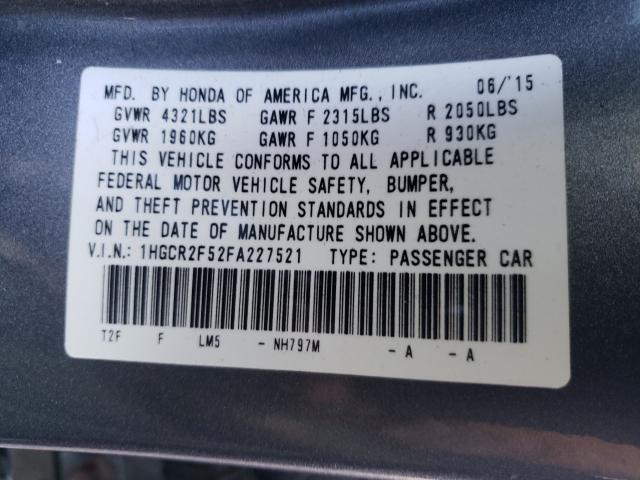 MFD. BY HONDA OF AMERICA MFG., INC. 06/'15
GVWR 4321LBS GAWR F 2315LBS R 2050LBS
GVWR 1960KG GAWR F 1050KG R 930KG
THIS VEHICLE CONFORMS TO ALL APPLICABLE
FEDERAL MOTOR VEHICLE SAFETY, BUMPER,
AND THEFT PREVENTION STANDARDS IN EFFECT
ON THE DATE OF MANUFACTURE SHOWN ABOVE.
V.I.N.: 1HGCR2F52FA227521 TYPE: PASSENGER CAR
T2F F LM5 - NH797M - A - A